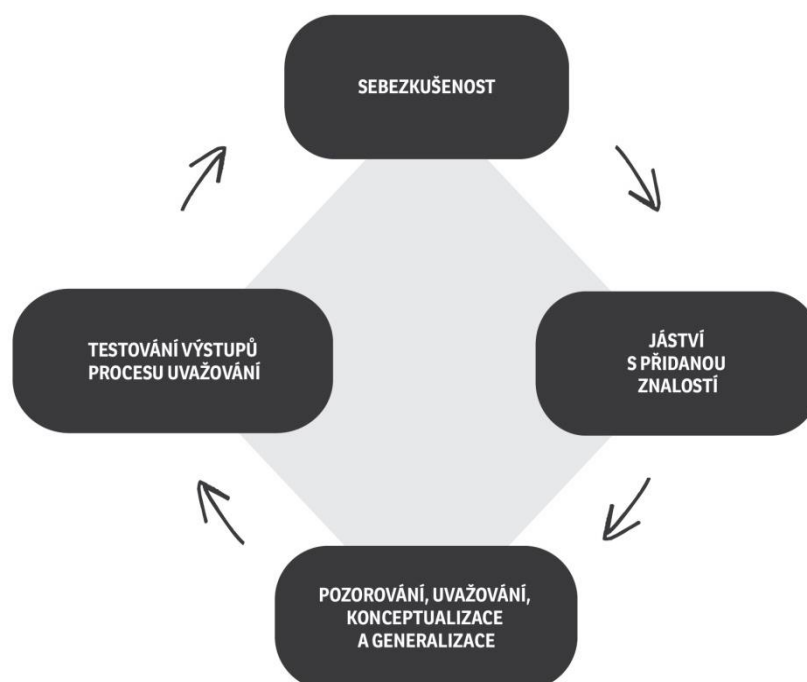 SEBEZKUŠENOST
TESTOVÁNÍ VÝSTUPŮ
PROCESU UVAŽOVÁNÍ
JÁSTVÍ
S PŘIDANOU
ZNALOSTÍ
POZOROVÁNÍ, UVAŽOVÁNÍ,
KONCEPTUALIZACE
A GENERALIZACE